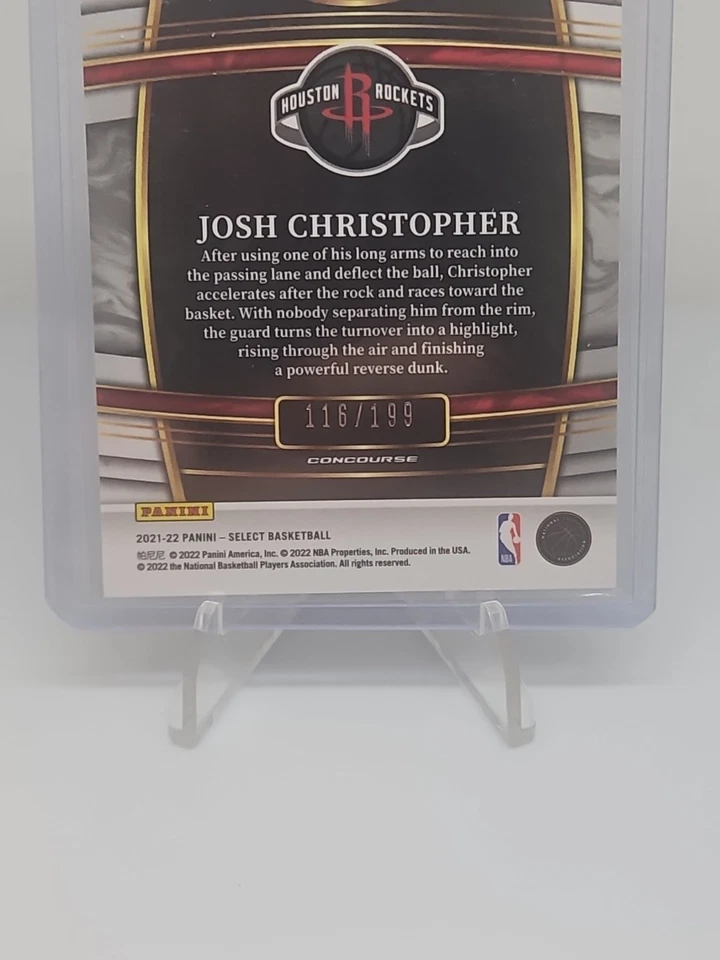 HOUSTON R ROCKETS
JOSH CHRISTOPHER
After using one of his long arms to reach into
the passing lane and deflect the ball, Christopher
accelerates after the rock and races toward the
basket. With nobody separating him from the rim,
the guard turns the turnover into a highlight,
rising through the air and finishing
a powerful reverse dunk.
116/199
CONCOURSE
PANINI
2021-22 PANINI – SELECT BASKETBALL
帕尼尼 © 2022 Panini America, Inc. © 2022 NBA Properties, Inc. Produced in the USA.
© 2022 the National Basketball Players Association. All rights reserved.
NBA